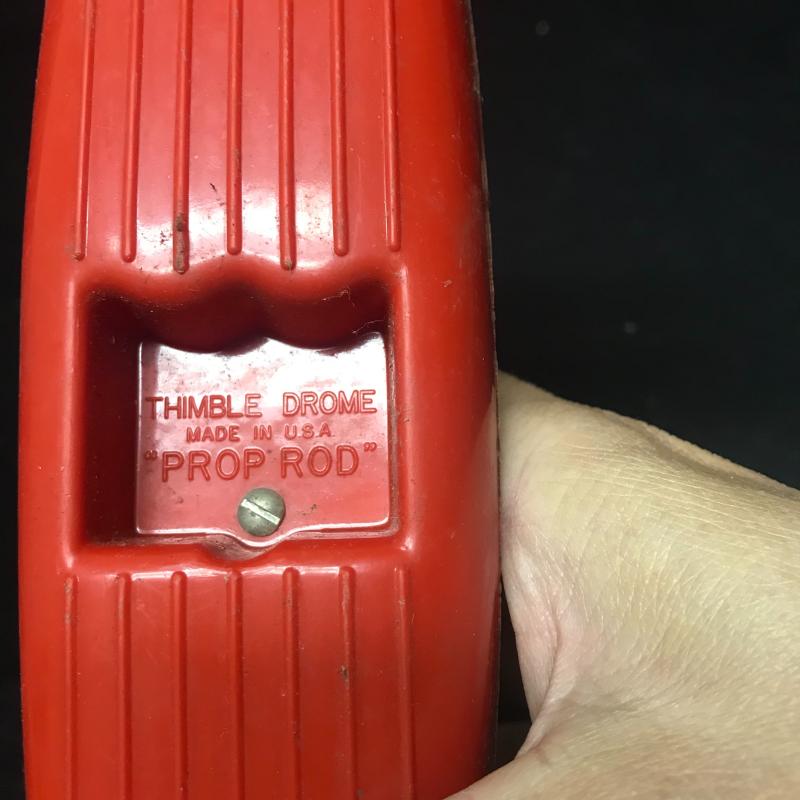 THIMBLE DROME
MADE IN U.S.A
"PROP ROD"